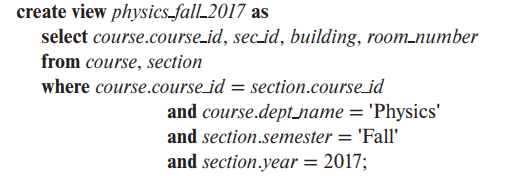 create view physics_fall_2017 as
select course.course_id, sec_id, building, room_number
from course, section
where course.course_id = section.course_id
and course.dept_name = 'Physics'
and section.semester = 'Fall'
and section.year = 2017;